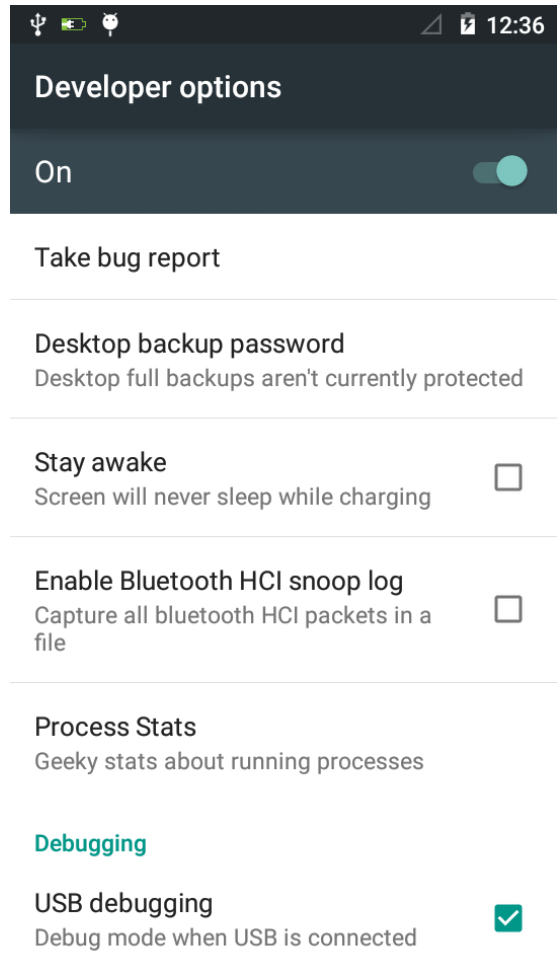 12:36
Developer options
On
Take bug report
Desktop backup password
Desktop full backups aren't currently protected
Stay awake
Screen will never sleep while charging
Enable Bluetooth HCI snoop log
Capture all bluetooth HCI packets in a
file
Process Stats
Geeky stats about running processes
Debugging
USB debugging
Debug mode when USB is connected